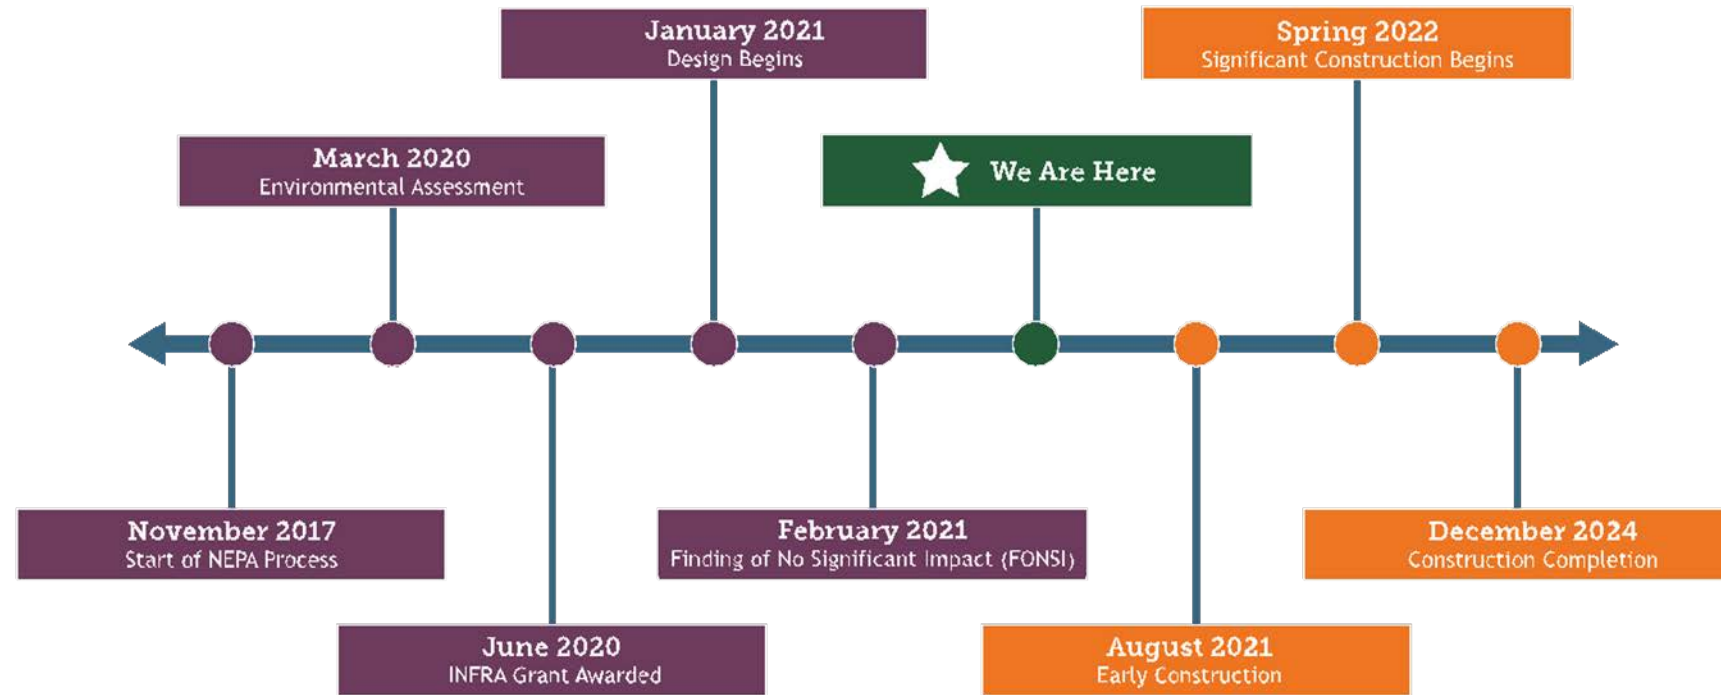 January 2021
Design Begins
Spring 2022
Significant Construction Begins
March 2020
Environmental Assessment
We Are Here
November 2017
Start of NEPA Process
February 2021
Finding of No Significant Impact (FONSI)
December 2024
Construction Completion
June 2020
INFRA Grant Awarded
August 2021
Early Construction